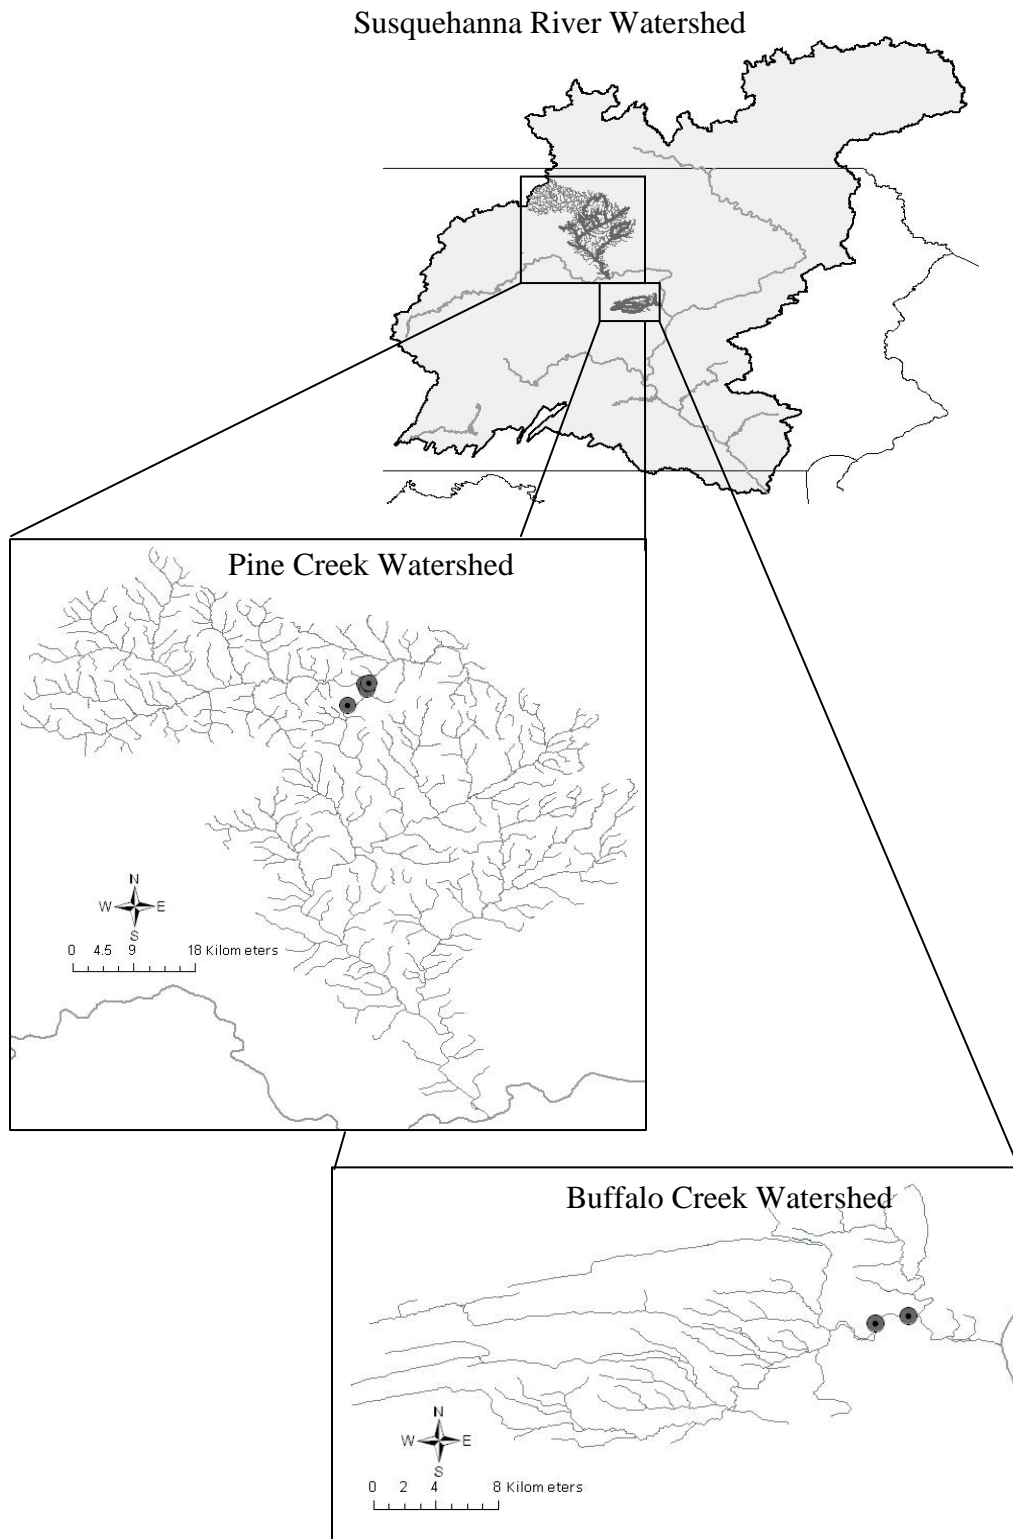 Susquehanna River Watershed
Pine Creek Watershed
N
W E
S
0 4.5 9 18 Kilometers
Buffalo Creek Watershed
N
W E
S
0 2 4 8 Kilometers